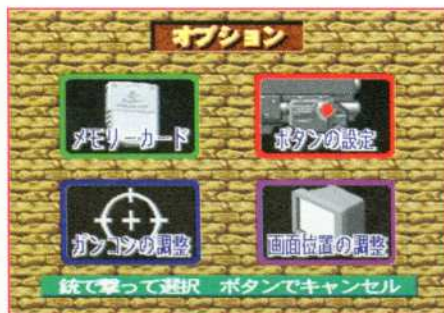 オプション
メモリーカード
ボタンの設定
ガンコンの調整
画面位置の調整
銃で撃って選択 ボタンでキャンセル